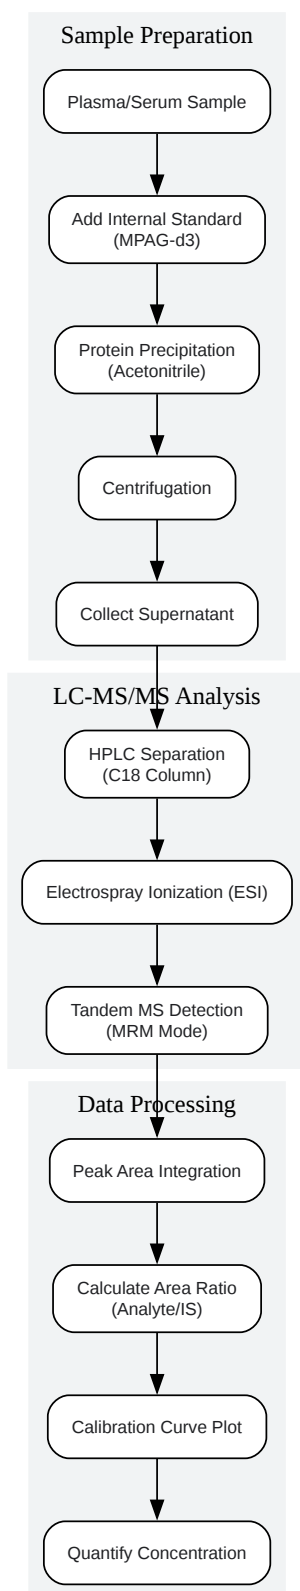 Sample Preparation
Plasma/Serum Sample
Add Internal Standard
(MPAG-d3)
Protein Precipitation
(Acetonitrile)
Centrifugation
Collect Supernatant
LC-MS/MS Analysis
HPLC Separation
(C18 Column)
Electrospray Ionization (ESI)
Tandem MS Detection
(MRM Mode)
Data Processing
Peak Area Integration
Calculate Area Ratio
(Analyte/IS)
Calibration Curve Plot
Quantify Concentration